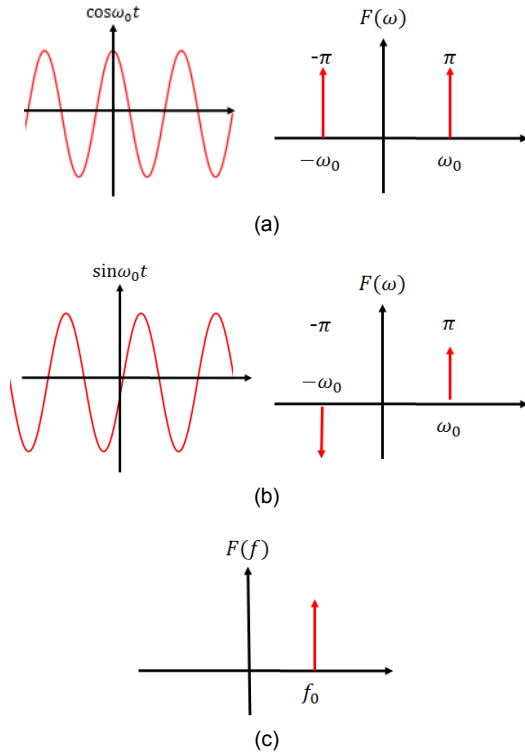 cosω₀t
F(ω)
-π π
−ω₀ ω₀
(a)
sinω₀t
F(ω)
-π π
−ω₀
ω₀
(b)
F(f)
f₀
(c)